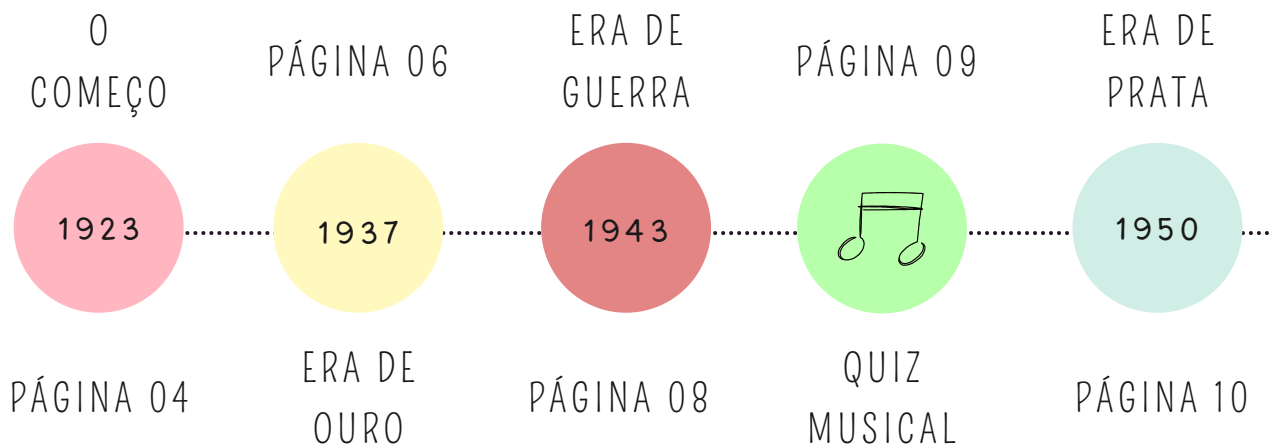 O
COMEÇO
1923
PÁGINA 04
PÁGINA 06
1937
ERA DE
OURO
ERA DE
GUERRA
1943
PÁGINA 08
PÁGINA 09
QUIZ
MUSICAL
ERA DE
PRATA
1950
PÁGINA 10